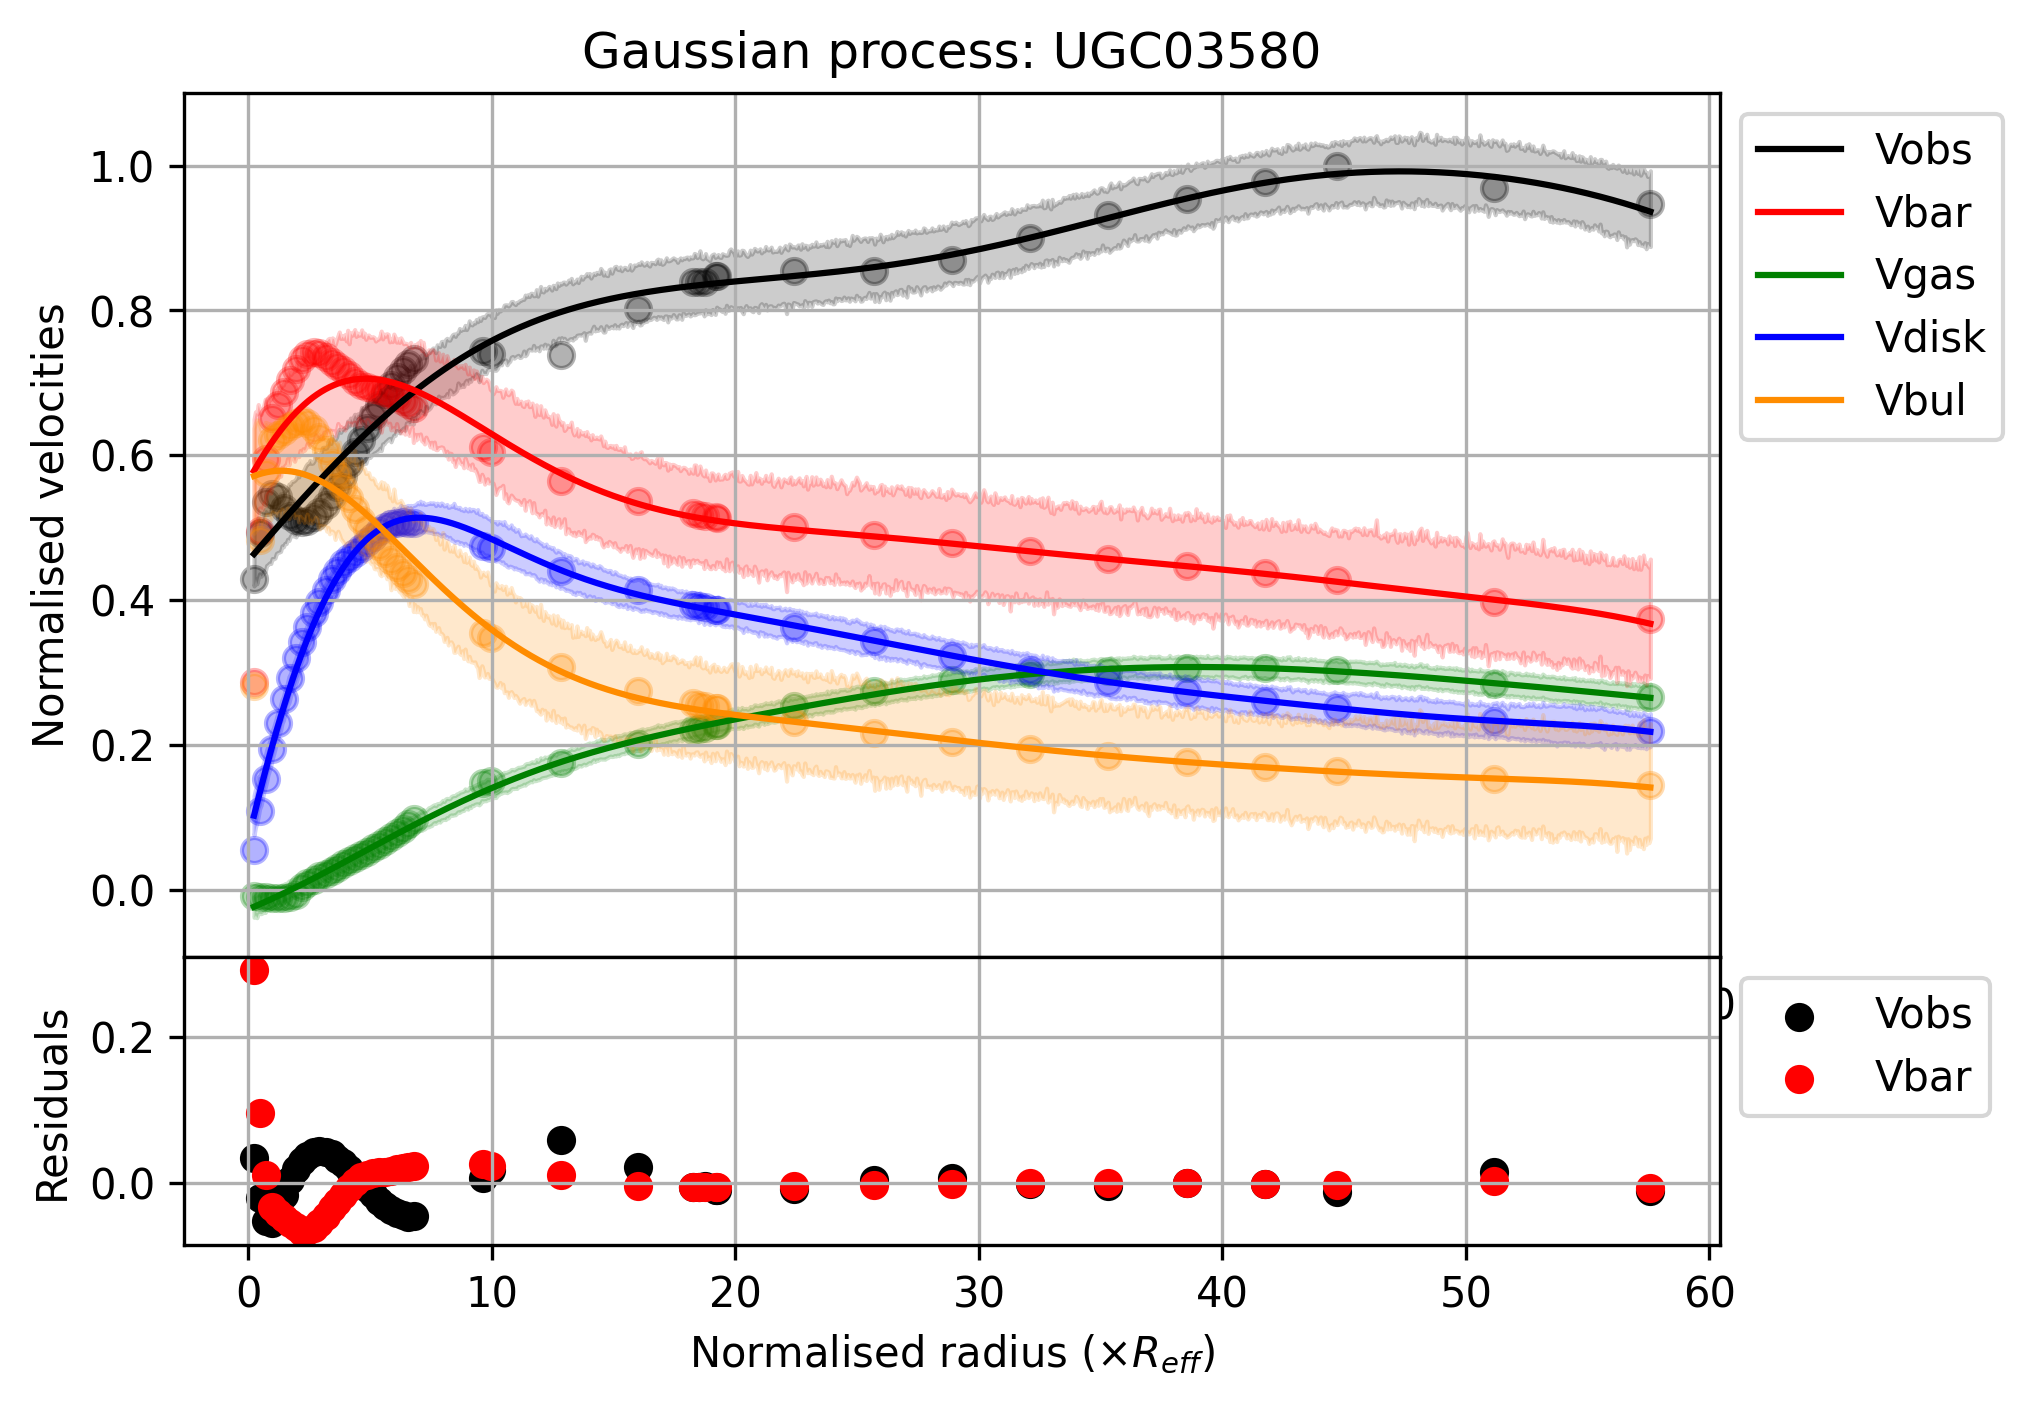 Gaussian process: UGC03580
Normalised velocities
1.0
0.8
0.6
0.4
0.2
0.0
Vobs
Vbar
Vgas
Vdisk
Vbul
Residuals
0.2
0.0
0
Vobs
Vbar
0 10 20 30 40 50 60
Normalised radius (×R_eff)